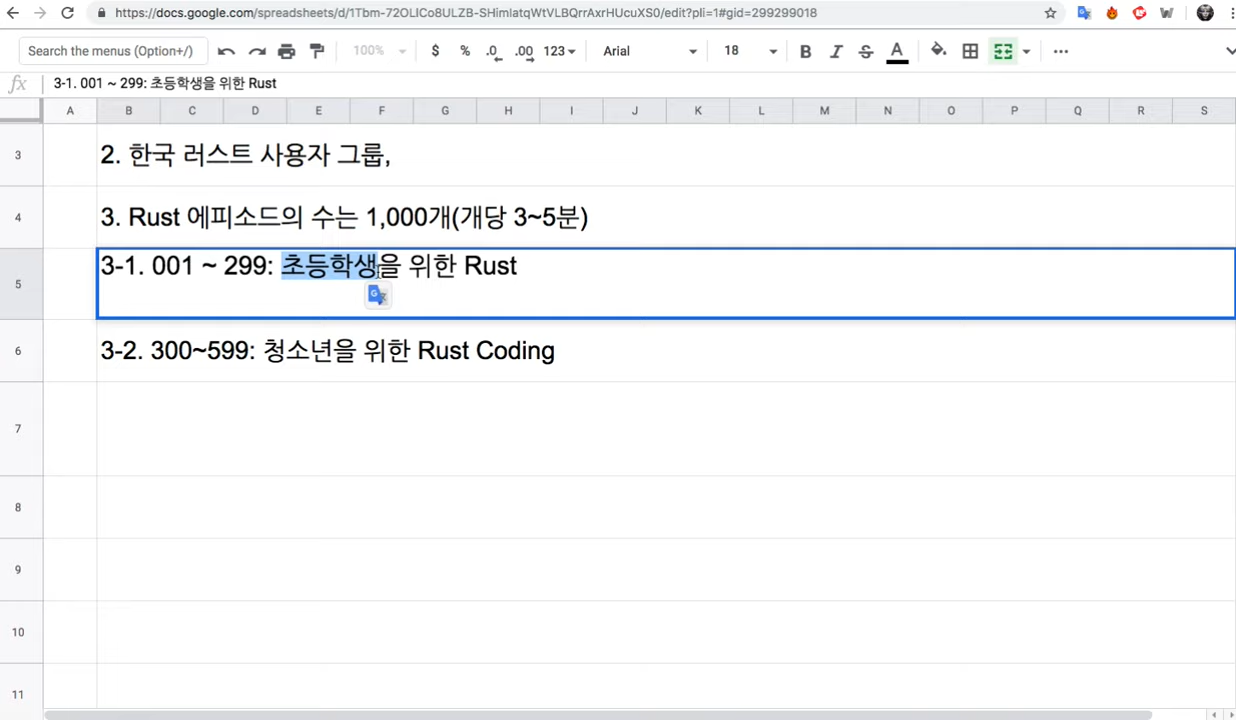 https://docs.google.com/spreadsheets/d/1Tbm-72OLICo8ULZB-SHimIatqWtVLBQrrAxrHUcuXS0/edit?pli=1#gid=299299018
Search the menus (Option+/) 100% $ % .0 .00 123 Arial 18 B I S A
fx 3-1. 001 ~ 299: 초등학생을 위한 Rust
A B C D E F G H I J K L M N O P Q R S
3 2. 한국 러스트 사용자 그룹,
4 3. Rust 에피소드의 수는 1,000개(개당 3~5분)
5 3-1. 001 ~ 299: 초등학생을 위한 Rust
6 3-2. 300~599: 청소년을 위한 Rust Coding
7
8
9
10
11